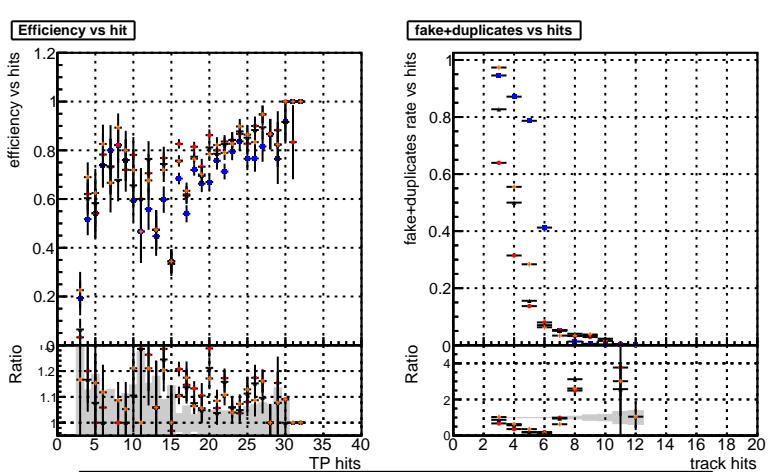 Efficiency vs hit
fake+duplicates vs hits
efficiency vs hits
1.2
1
0.8
0.6
0.4
0.2
0
Ratio
1.2
1.1
1
0 5 10 15 20 25 30 35 40
TP hits
fake+duplicates rate vs hits
1
0.8
0.6
0.4
0.2
0
Ratio
4
2
0
0 2 4 6 8 10 12 14 16 18 20
track hits